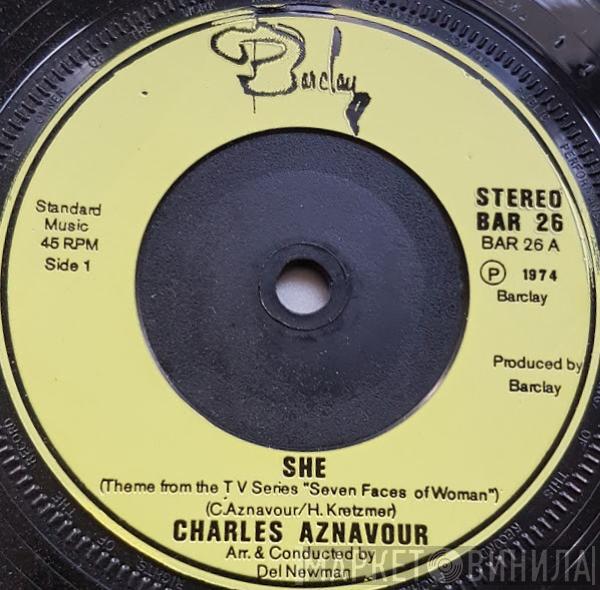 Barclay
Standard
Music
45 RPM
Side 1
STEREO
BAR 26
BAR 26 A
Ⓟ 1974
Barclay
Produced by
Barclay
SHE
(Theme from the T V Series "Seven Faces of Woman")
(C.Aznavour/H.Kretzmer)
CHARLES AZNAVOUR
Arr. & Conducted by
Del Newman
МАРКЕТ ВИНИЛА